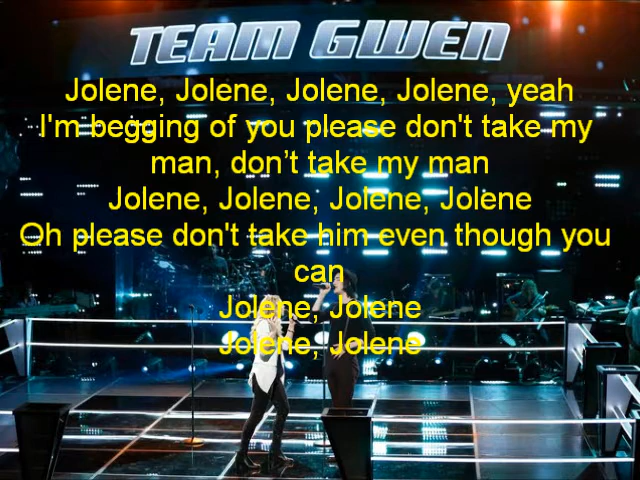 TEAM GWEN
Jolene, Jolene, Jolene, Jolene, yeah
I'm begging of you please don't take my
man, don’t take my man
Jolene, Jolene, Jolene, Jolene
Oh please don't take him even though you
can
Jolene, Jolene
Jolene, Jolene